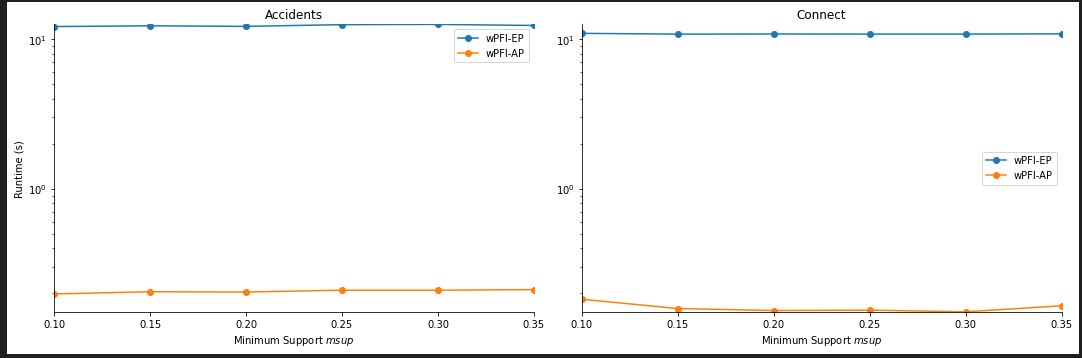 Accidents
10¹
10⁰
Runtime (s)
wPFI-EP
wPFI-AP
0.10 0.15 0.20 0.25 0.30 0.35
Minimum Support msup
Connect
10¹
10⁰
wPFI-EP
wPFI-AP
0.10 0.15 0.20 0.25 0.30 0.35
Minimum Support msup